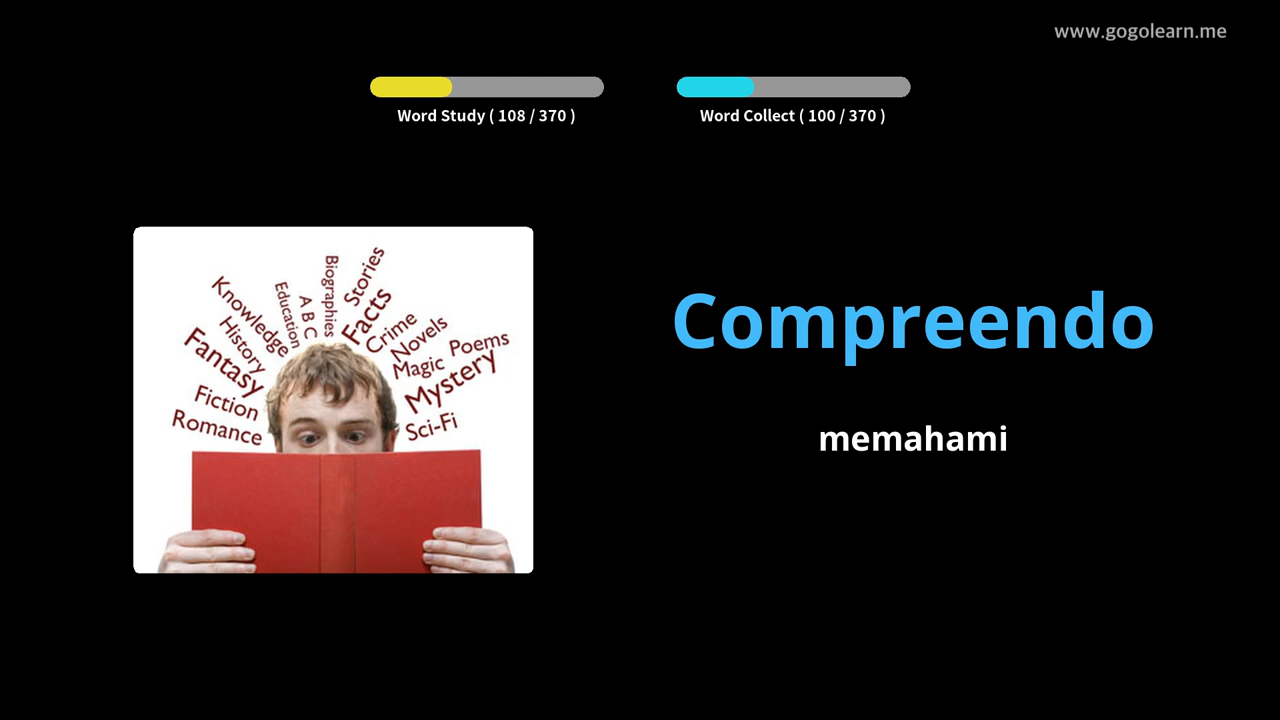 www.gogolearn.me
Word Study ( 108 / 370 )
Word Collect ( 100 / 370 )
Biographies
Stories
Knowledge
Education
A B C
Facts
History
Crime
Novels
Fantasy
Magic
Poems
Mystery
Fiction
Romance
Sci-Fi
Compreendo
memahami